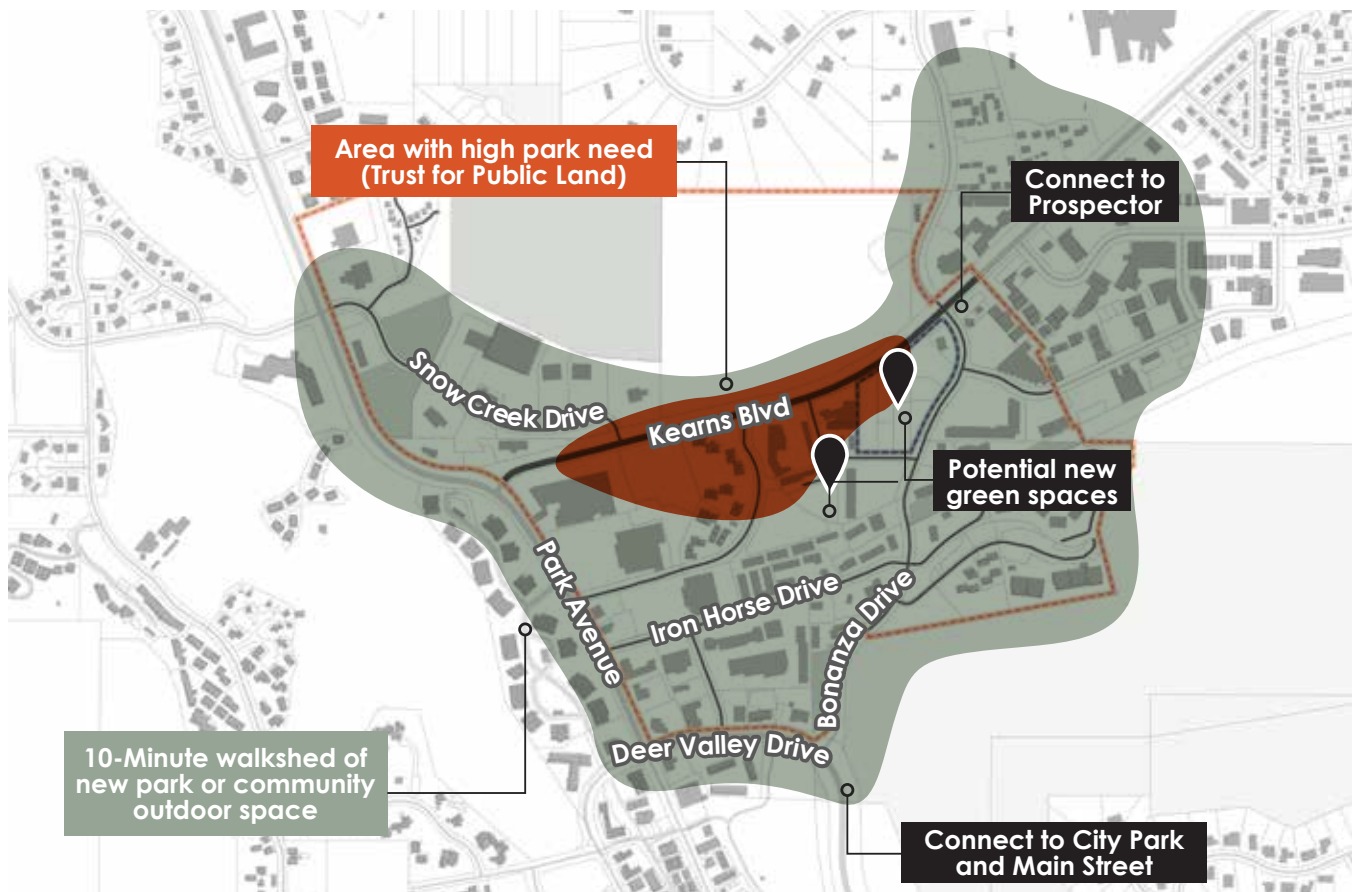 Area with high park need
(Trust for Public Land)
Connect to
Prospector
Snow Creek Drive
Kearns Blvd
Potential new
green spaces
Park Avenue
Iron Horse Drive
Bonanza Drive
Deer Valley Drive
10-Minute walkshed of
new park or community
outdoor space
Connect to City Park
and Main Street